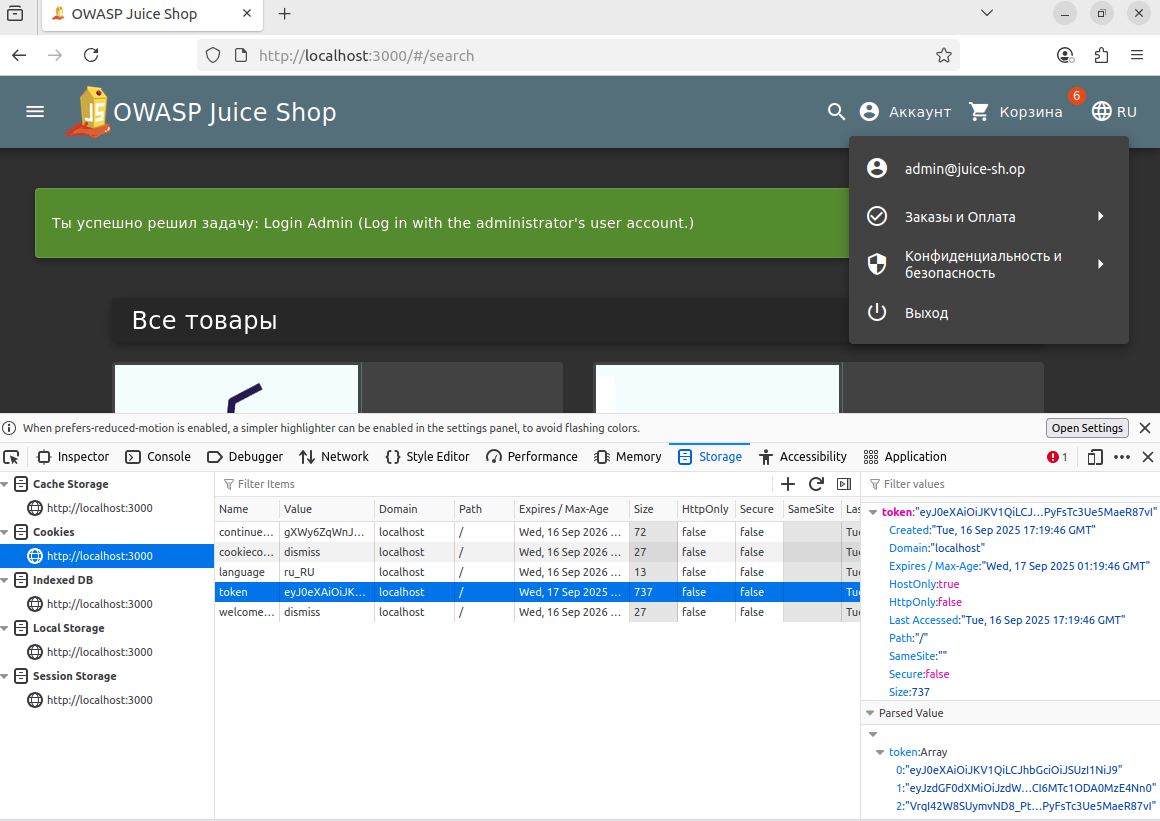 OWASP Juice Shop
http://localhost:3000/#/search
OWASP Juice Shop
Аккаунт
Корзина
6
RU
admin@juice-sh.op
Заказы и Оплата
Конфиденциальность и
безопасность
Выход
Ты успешно решил задачу: Login Admin (Log in with the administrator's user account.)
Все товары
When prefers-reduced-motion is enabled, a simpler highlighter can be enabled in the settings panel, to avoid flashing colors.
Open Settings
Inspector Console Debugger Network Style Editor Performance Memory Storage Accessibility Application 1
Cache Storage
http://localhost:3000
Cookies
http://localhost:3000
Indexed DB
http://localhost:3000
Local Storage
http://localhost:3000
Session Storage
http://localhost:3000
Filter Items
Name Value Domain Path Expires / Max-Age Size HttpOnly Secure SameSite Las
continue... gXWy6ZqWnJ... localhost / Wed, 16 Sep 2026 ... 72 false false Tue
cookieco... dismiss localhost / Wed, 16 Sep 2026 ... 27 false false Tue
language ru_RU localhost / Wed, 16 Sep 2026 ... 13 false false Tue
token eyJ0eXAiOiJK... localhost / Wed, 17 Sep 2025 ... 737 false false Tue
welcome... dismiss localhost / Wed, 16 Sep 2026 ... 27 false false Tue
Filter values
token:"eyJ0eXAiOiJKV1QiLCJ...PyFsTc3Ue5MaeR87vI"
Created:"Tue, 16 Sep 2025 17:19:46 GMT"
Domain:"localhost"
Expires / Max-Age:"Wed, 17 Sep 2025 01:19:46 GMT"
HostOnly:true
HttpOnly:false
Last Accessed:"Tue, 16 Sep 2025 17:19:46 GMT"
Path:"/"
SameSite:""
Secure:false
Size:737
Parsed Value
token:Array
0:"eyJ0eXAiOiJKV1QiLCJhbGciOiJSUzI1NiJ9"
1:"eyJzdGF0dXMiOiJzdW...CI6MTc1ODA0MzE4Nn0"
2:"VrqI42W8SUymvND8_Pt...PyFsTc3Ue5MaeR87vI"